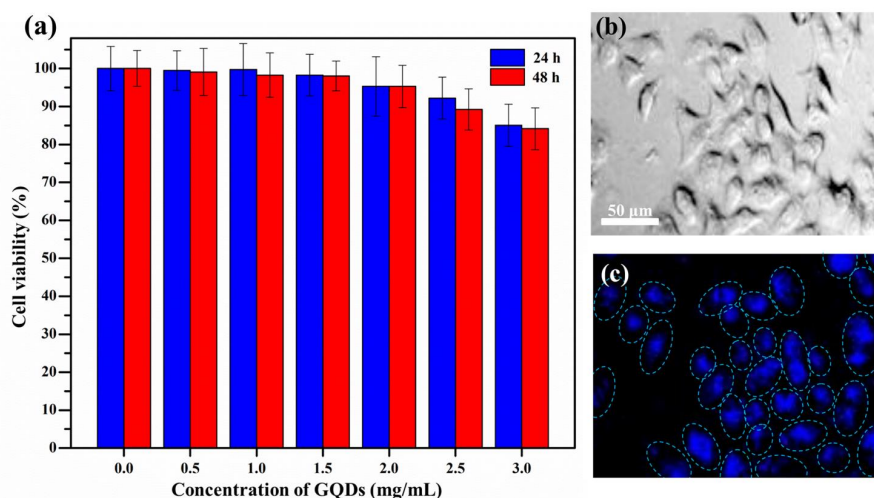 (a)
24 h
48 h
Cell viability (%)
100
90
80
70
60
50
40
30
20
10
0
0.0 0.5 1.0 1.5 2.0 2.5 3.0
Concentration of GQDs (mg/mL)
(b)
50 µm
(c)